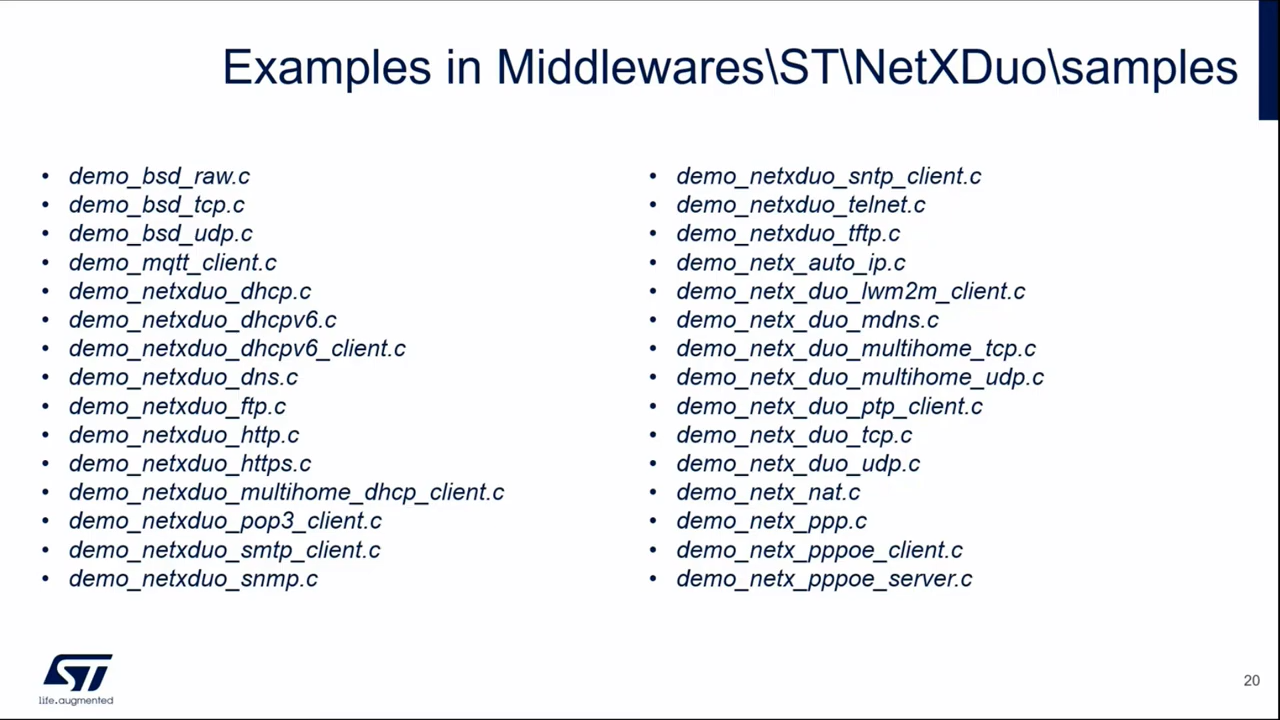 Examples in Middlewares\ST\NetXDuo\samples
• demo_bsd_raw.c
• demo_bsd_tcp.c
• demo_bsd_udp.c
• demo_mqtt_client.c
• demo_netxduo_dhcp.c
• demo_netxduo_dhcpv6.c
• demo_netxduo_dhcpv6_client.c
• demo_netxduo_dns.c
• demo_netxduo_ftp.c
• demo_netxduo_http.c
• demo_netxduo_https.c
• demo_netxduo_multihome_dhcp_client.c
• demo_netxduo_pop3_client.c
• demo_netxduo_smtp_client.c
• demo_netxduo_snmp.c
• demo_netxduo_sntp_client.c
• demo_netxduo_telnet.c
• demo_netxduo_tftp.c
• demo_netx_auto_ip.c
• demo_netx_duo_lwm2m_client.c
• demo_netx_duo_mdns.c
• demo_netx_duo_multihome_tcp.c
• demo_netx_duo_multihome_udp.c
• demo_netx_duo_ptp_client.c
• demo_netx_duo_tcp.c
• demo_netx_duo_udp.c
• demo_netx_nat.c
• demo_netx_ppp.c
• demo_netx_pppoe_client.c
• demo_netx_pppoe_server.c
ST
life.augmented
20